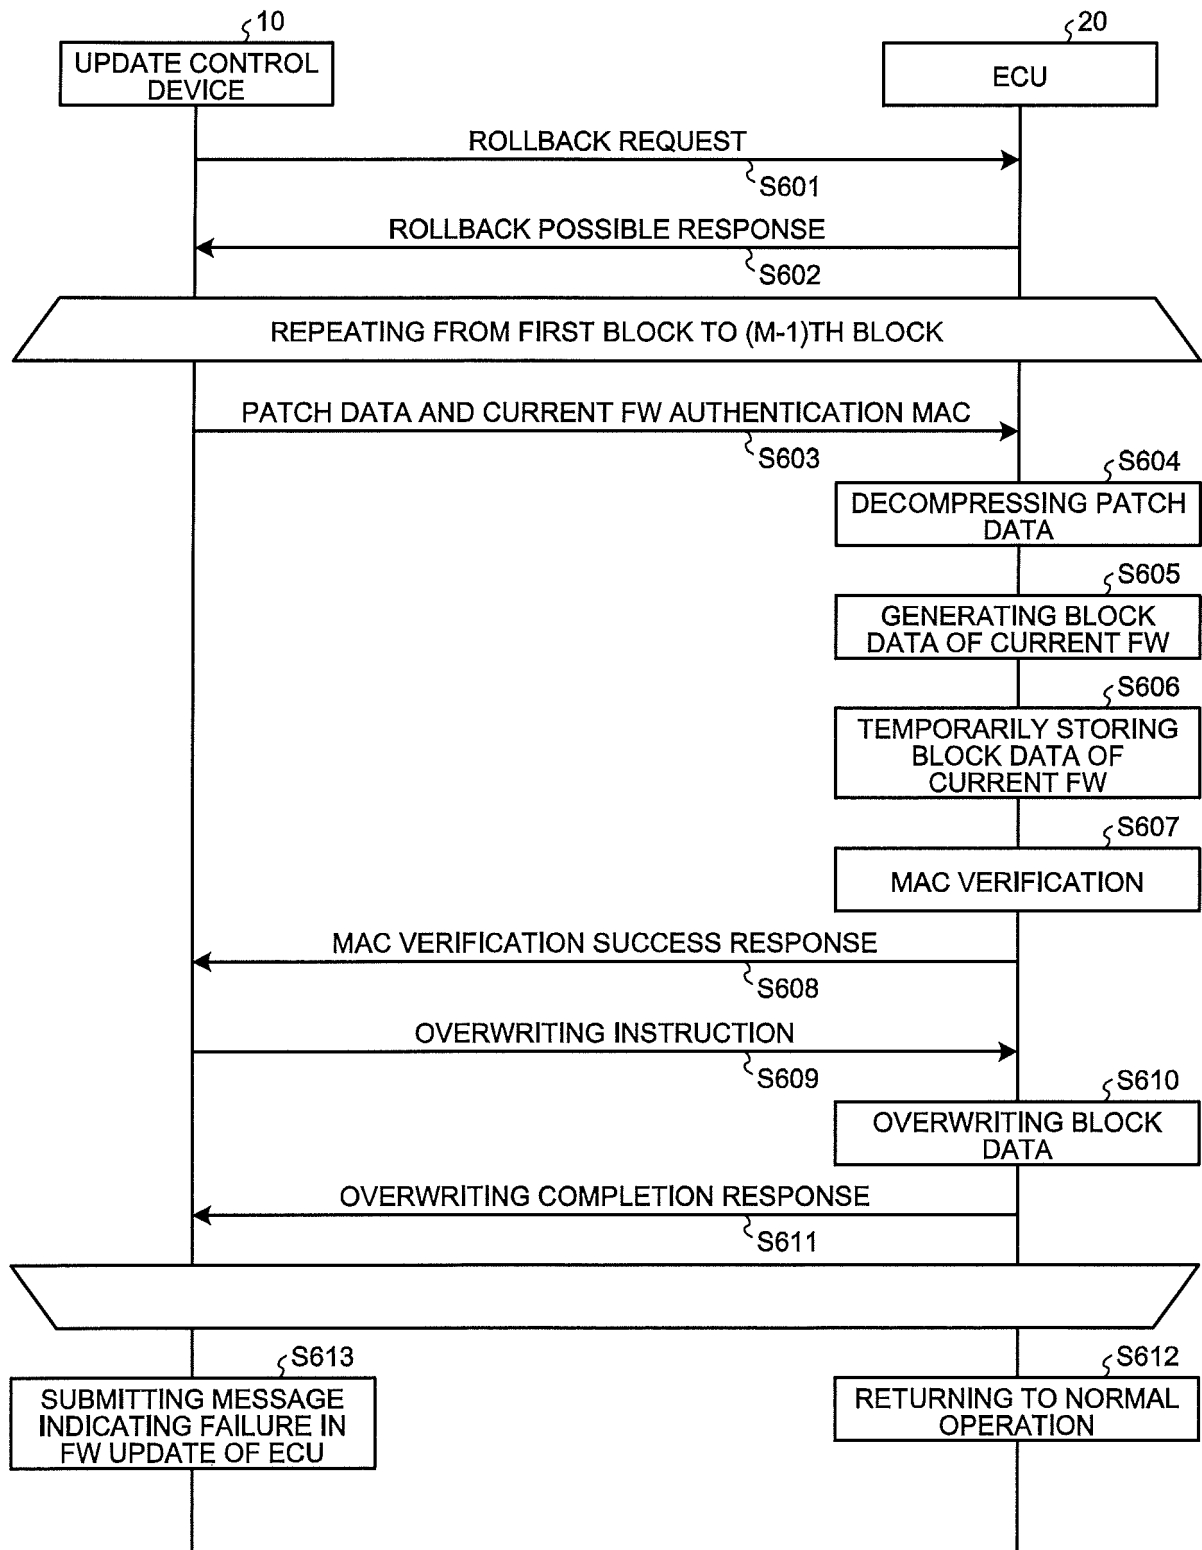 10
20
UPDATE CONTROL
DEVICE
ECU
ROLLBACK REQUEST
S601
ROLLBACK POSSIBLE RESPONSE
S602
REPEATING FROM FIRST BLOCK TO (M-1)TH BLOCK
PATCH DATA AND CURRENT FW AUTHENTICATION MAC
S603
S604
DECOMPRESSING PATCH
DATA
S605
GENERATING BLOCK
DATA OF CURRENT FW
S606
TEMPORARILY STORING
BLOCK DATA OF
CURRENT FW
S607
MAC VERIFICATION
MAC VERIFICATION SUCCESS RESPONSE
S608
OVERWRITING INSTRUCTION
S609
S610
OVERWRITING BLOCK
DATA
OVERWRITING COMPLETION RESPONSE
S611
S613
SUBMITTING MESSAGE
INDICATING FAILURE IN
FW UPDATE OF ECU
S612
RETURNING TO NORMAL
OPERATION